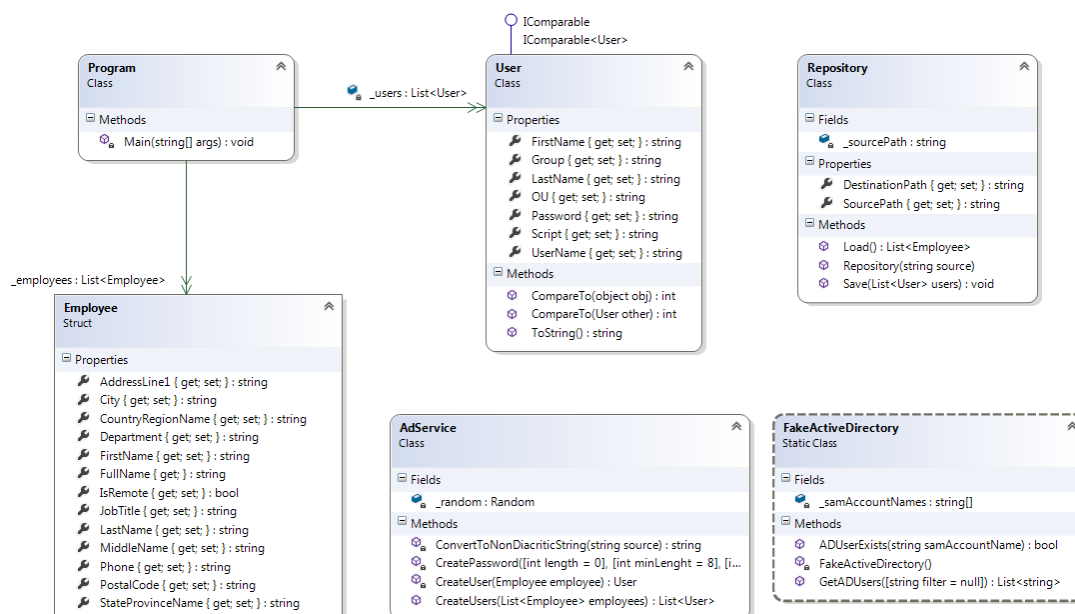 IComparable
IComparable<User>
Program
Class
Methods
Main(string[] args) : void
_users : List<User>
User
Class
Properties
FirstName { get; set; } : string
Group { get; set; } : string
LastName { get; set; } : string
OU { get; set; } : string
Password { get; set; } : string
Script { get; set; } : string
UserName { get; set; } : string
Methods
CompareTo(object obj) : int
CompareTo(User other) : int
ToString() : string
Repository
Class
Fields
_sourcePath : string
Properties
DestinationPath { get; set; } : string
SourcePath { get; set; } : string
Methods
Load() : List<Employee>
Repository(string source)
Save(List<User> users) : void
_employees : List<Employee>
Employee
Struct
Properties
AddressLine1 { get; set; } : string
City { get; set; } : string
CountryRegionName { get; set; } : string
Department { get; set; } : string
FirstName { get; set; } : string
FullName { get; } : string
IsRemote { get; set; } : bool
JobTitle { get; set; } : string
LastName { get; set; } : string
MiddleName { get; set; } : string
Phone { get; set; } : string
PostalCode { get; set; } : string
StateProvinceName { get; set; } : string
AdService
Class
Fields
_random : Random
Methods
ConvertToNonDiacriticString(string source) : string
CreatePassword([int length = 0], [int minLenght = 8], [i...
CreateUser(Employee employee) : User
CreateUsers(List<Employee> employees) : List<User>
FakeActiveDirectory
Static Class
Fields
_samAccountNames : string[]
Methods
ADUserExists(string samAccountName) : bool
FakeActiveDirectory()
GetADUsers([string filter = null]) : List<string>